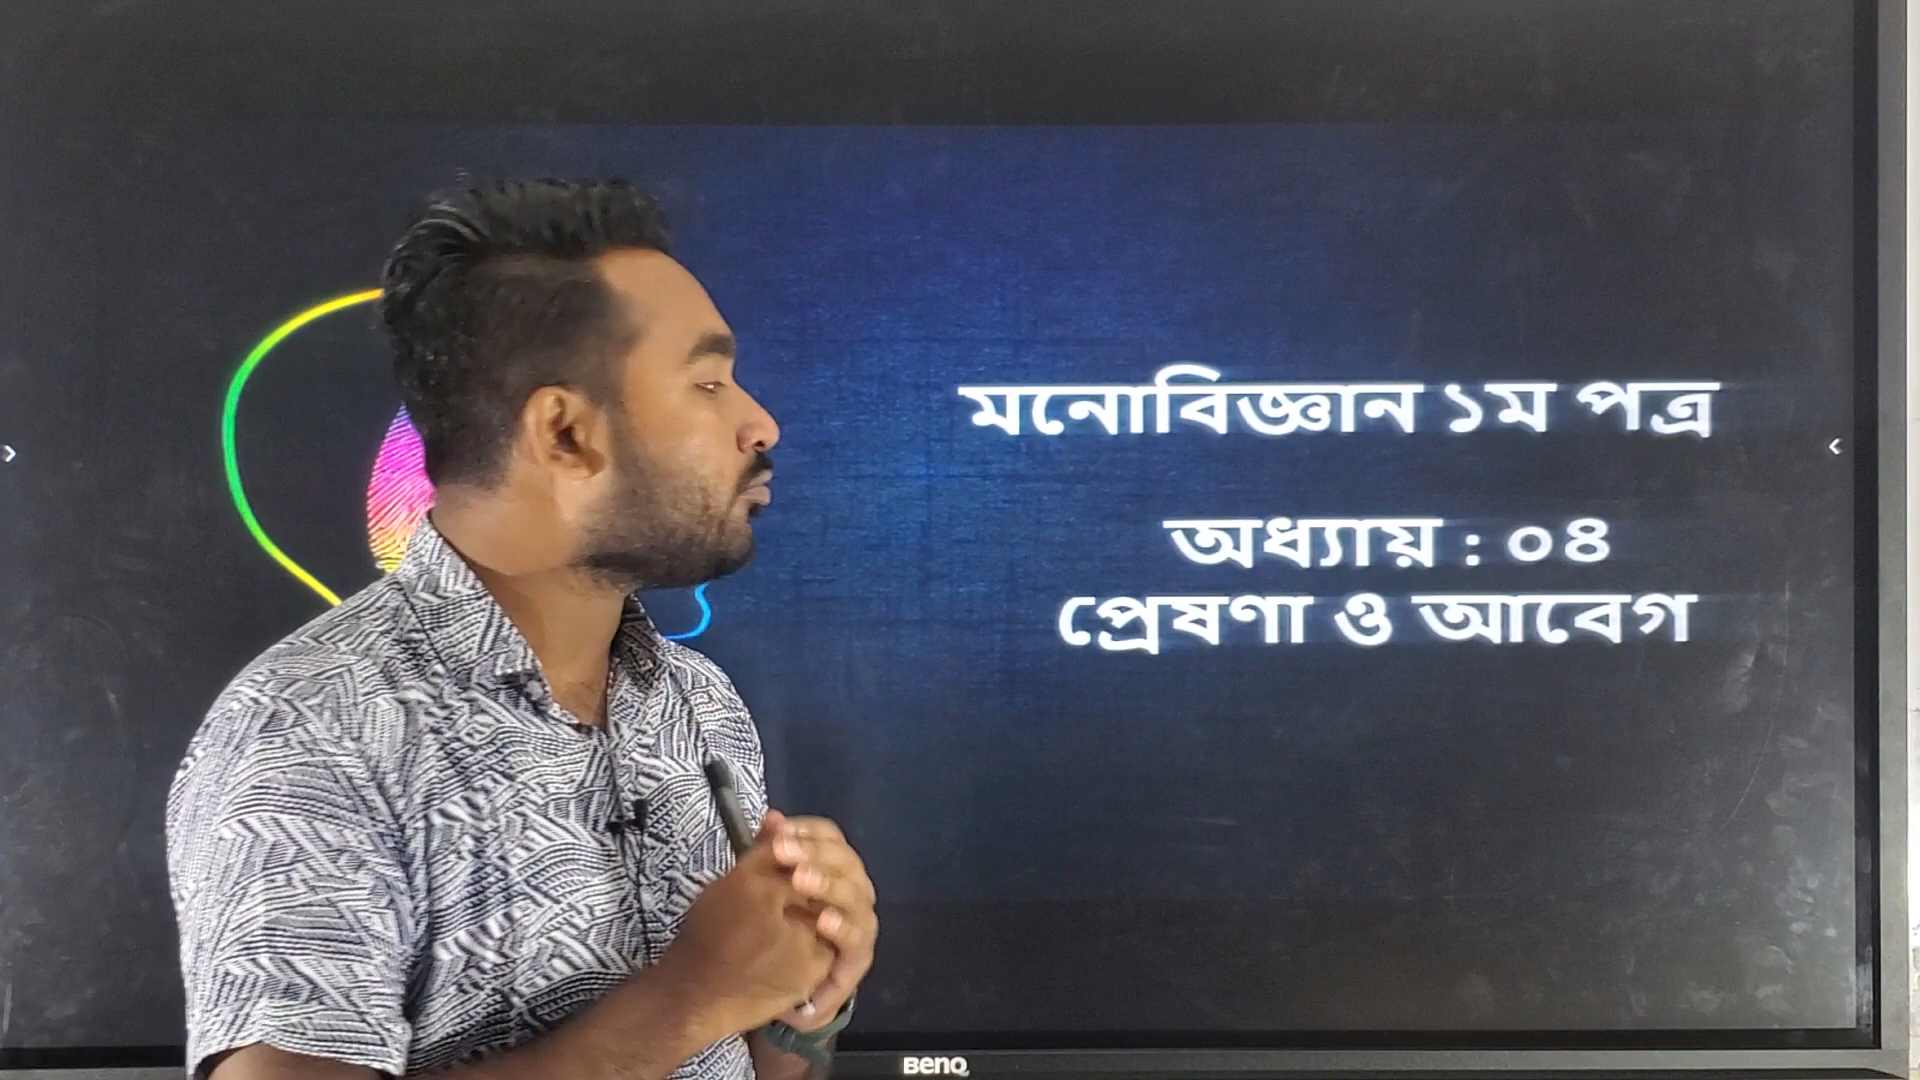 মনোবিজ্ঞান ১ম পত্র
অধ্যায় : ০৪
প্রেষণা ও আবেগ
BenQ